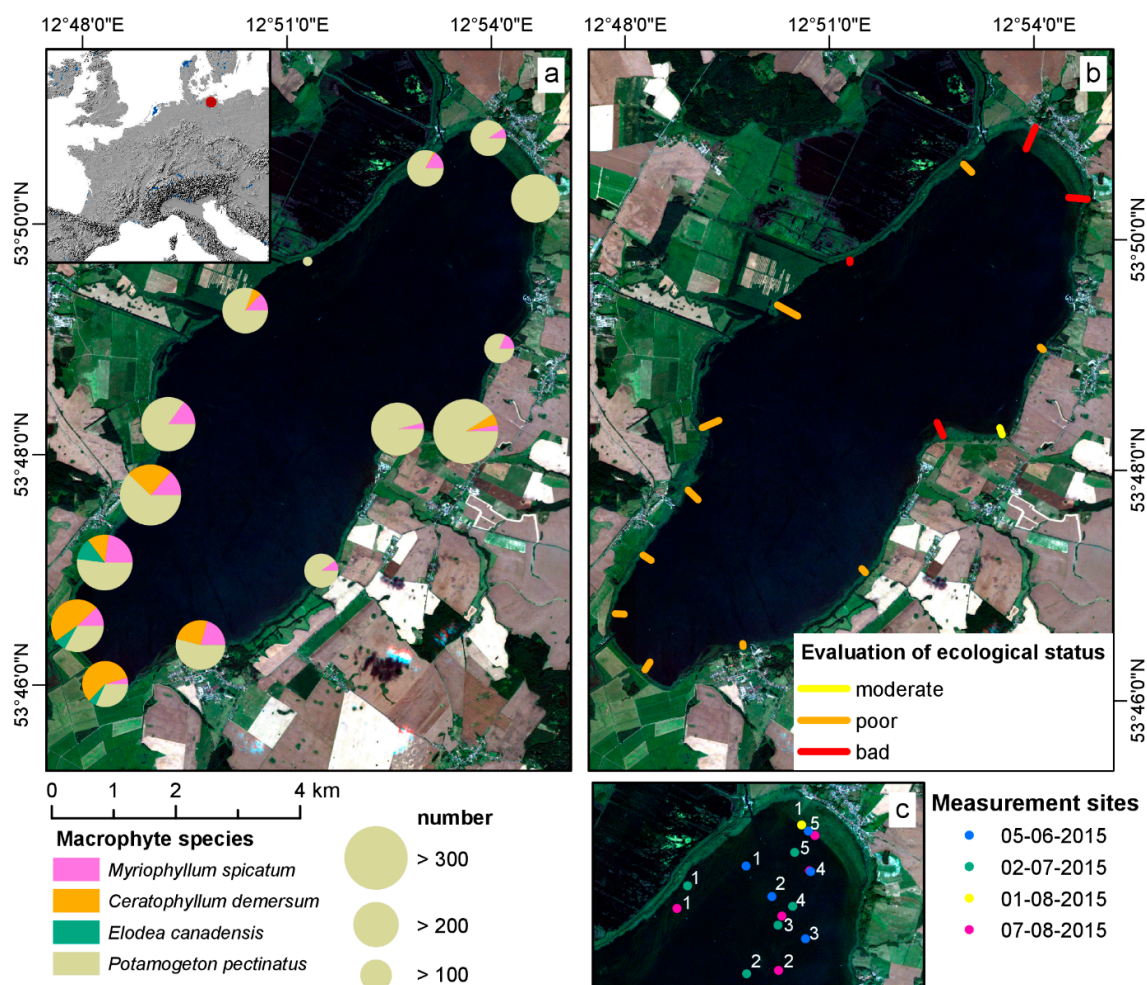 12°48'0"E 12°51'0"E 12°54'0"E 12°48'0"E 12°51'0"E 12°54'0"E
a
b
53°50'0"N
53°48'0"N
53°46'0"N
53°50'0"N
53°48'0"N
53°46'0"N
Evaluation of ecological status
moderate
poor
bad
0 1 2 4 km
Macrophyte species
Myriophyllum spicatum
Ceratophyllum demersum
Elodea canadensis
Potamogeton pectinatus
number
> 300
> 200
> 100
c
1
5
5
1
4
1
2
4
1
3
3
2
2
Measurement sites
05-06-2015
02-07-2015
01-08-2015
07-08-2015